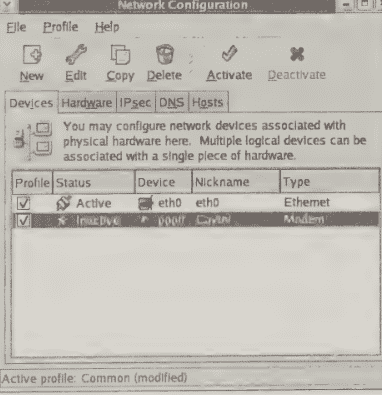 Network Configuration
File Profile Help
New Edit Copy Delete Activate Deactivate
Devices Hardware IPsec DNS Hosts
You may configure network devices associated with
physical hardware here. Multiple logical devices can be
associated with a single piece of hardware.
Profile Status Device Nickname Type
Active eth0 eth0 Ethernet
Inactive Modem
Active profile: Common (modified)